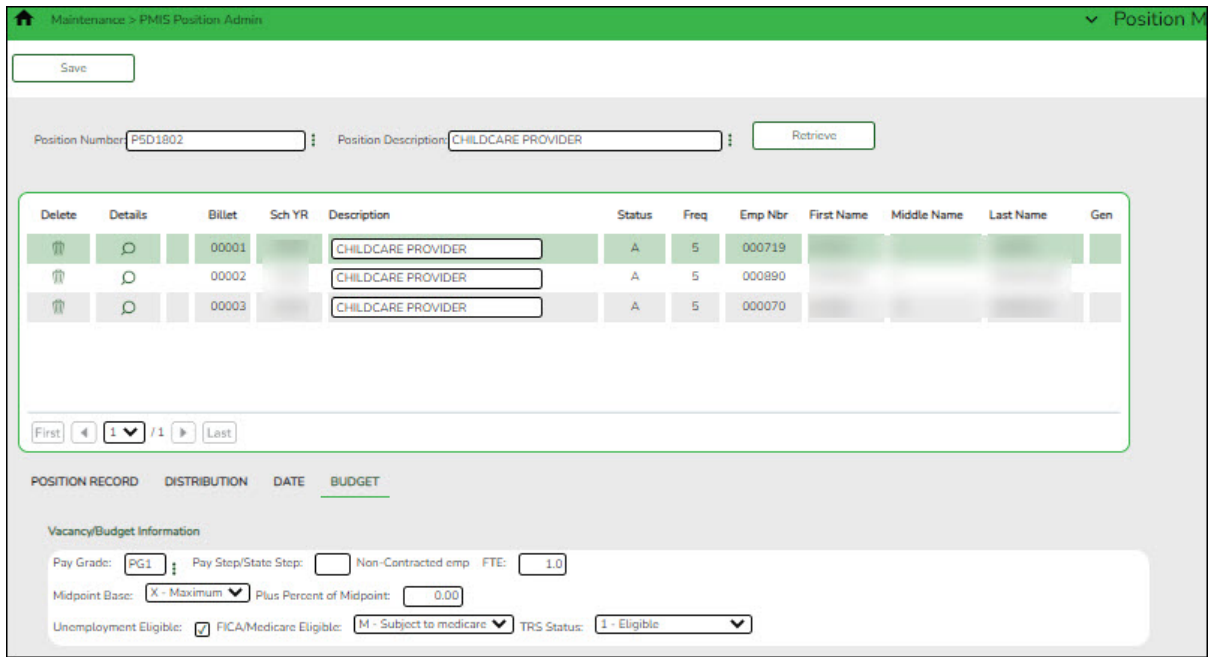 Maintenance > PMIS Position Admin Position M
Save
Position Number: P5D1802 Position Description: CHILDCARE PROVIDER Retrieve
Delete Details Billet Sch YR Description Status Freq Emp Nbr First Name Middle Name Last Name Gen
00001 CHILDCARE PROVIDER A 5 000719
00002 CHILDCARE PROVIDER A 5 000890
00003 CHILDCARE PROVIDER A 5 000070
First 1 / 1 Last
POSITION RECORD DISTRIBUTION DATE BUDGET
Vacancy/Budget Information
Pay Grade: PG1 Pay Step/State Step: Non-Contracted emp FTE: 1.0
Midpoint Base: X - Maximum Plus Percent of Midpoint: 0.00
Unemployment Eligible: FICA/Medicare Eligible: M - Subject to medicare TRS Status: 1 - Eligible